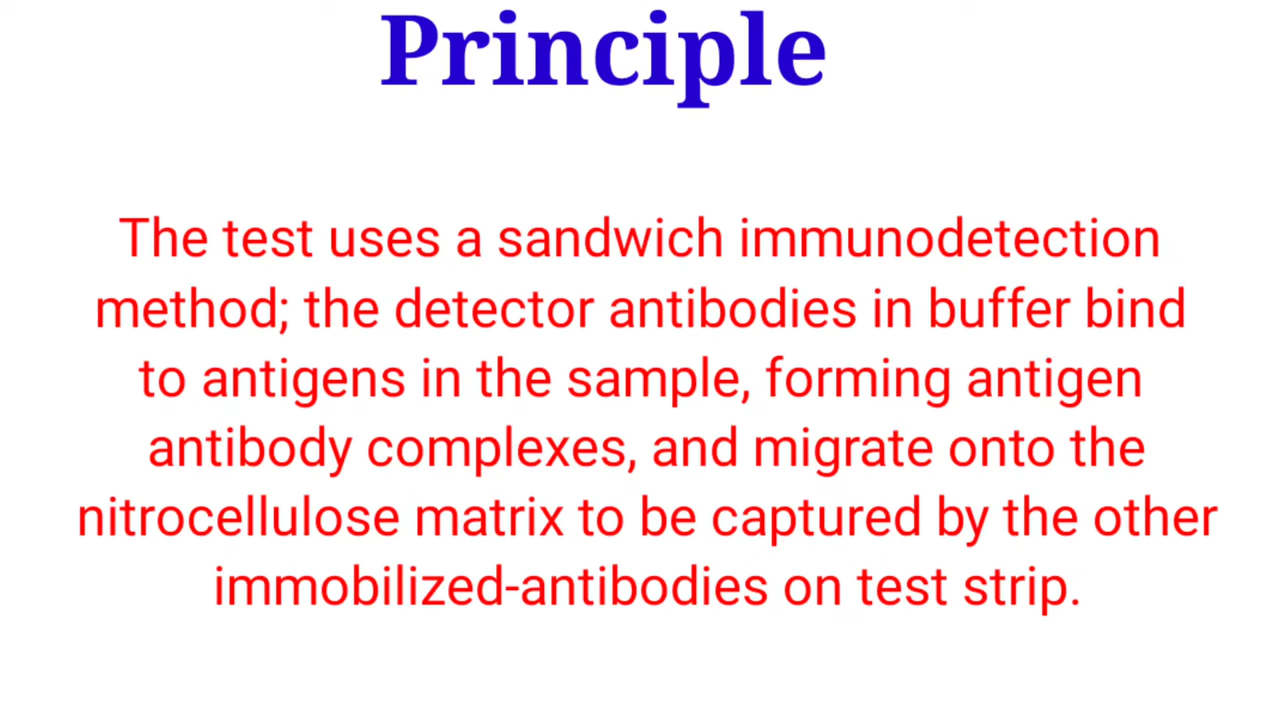 Principle
The test uses a sandwich immunodetection
method; the detector antibodies in buffer bind
to antigens in the sample, forming antigen
antibody complexes, and migrate onto the
nitrocellulose matrix to be captured by the other
immobilized-antibodies on test strip.